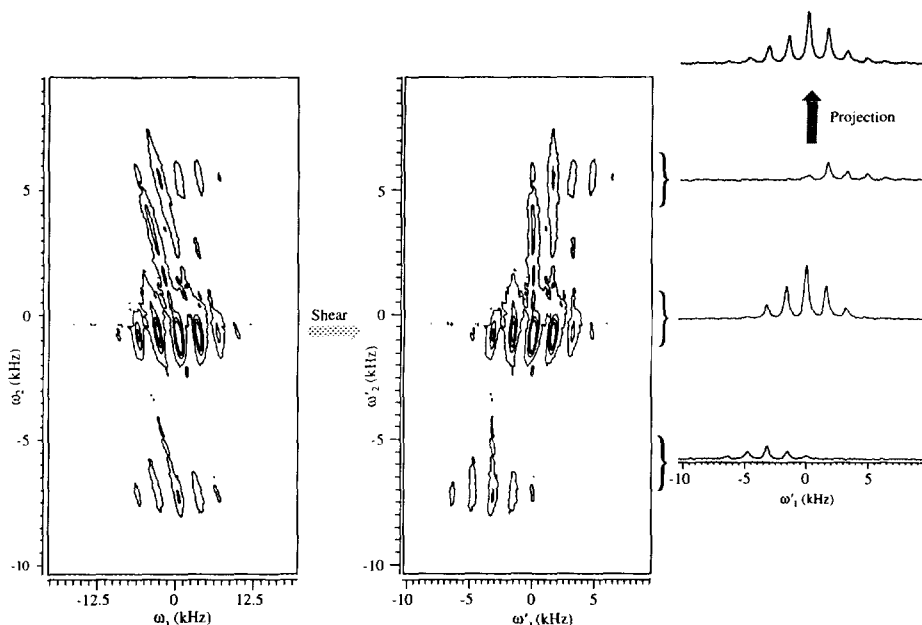 Projection
5
0
-5
-10
ω₂ (kHz)
-12.5 0 12.5
ω₁ (kHz)
Shear
5
0
-5
-10
ω'₂ (kHz)
-10 -5 0 5
ω'₁ (kHz)
-10 -5 0 5
ω'₁ (kHz)